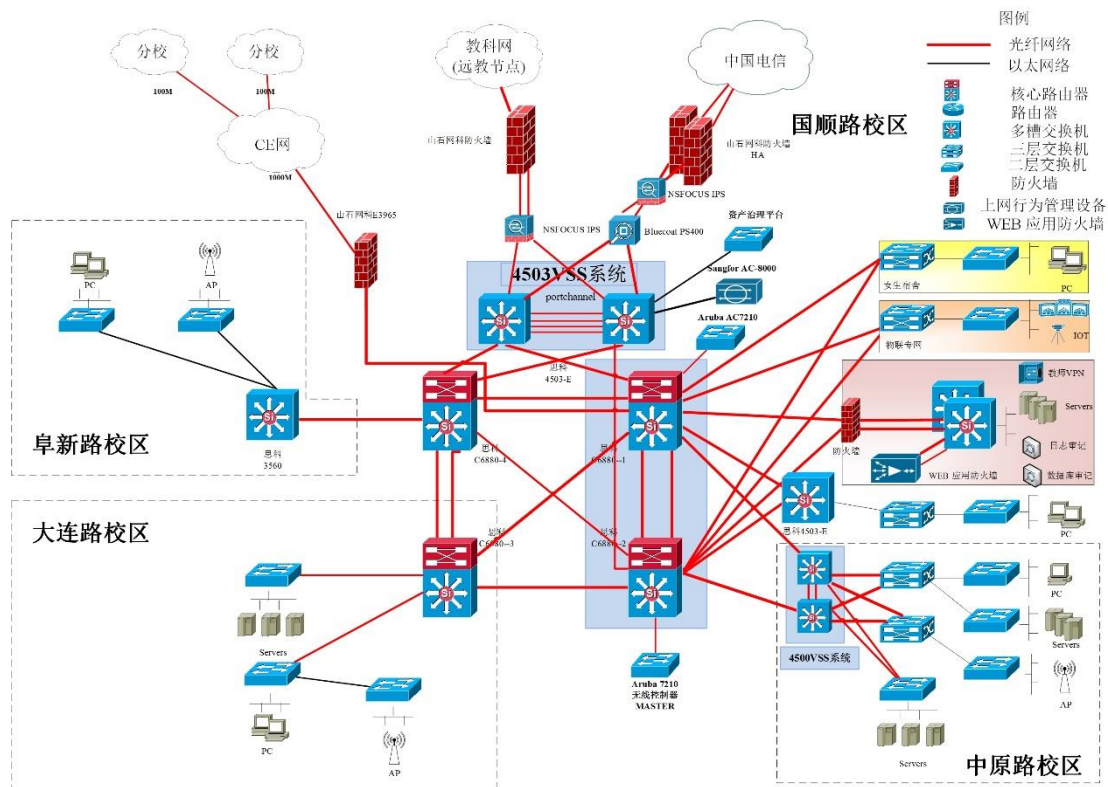 图例
光纤网络
以太网络
核心路由器
路由器
多槽交换机
三层交换机
二层交换机
防火墙
上网行为管理设备
WEB 应用防火墙
分校
分校
100M
100M
CE网
1000M
教科网
(远教节点)
中国电信
国顺路校区
山石网科防火墙
山石网科防火墙
HA
NSFOCUS IPS
NSFOCUS IPS
Bluecoat PS400
山石网科E3965
资产治理平台
4503VSS系统
portchannel
Sangfor AC-8000
Aruba AC7210
思科
4503-E
PC
AP
思科
3560
阜新路校区
思科
C6880-4
思科
C6880--1
思科
C6880--3
思科
C6880--2
女生宿舍
PC
物联专网
IOT
教师VPN
Servers
日志审记
数据库审记
防火墙
WEB 应用防火墙
思科4503-E
PC
大连路校区
Servers
PC
AP
Aruba 7210
无线控制器
MASTER
4500VSS系统
PC
Servers
AP
Servers
中原路校区